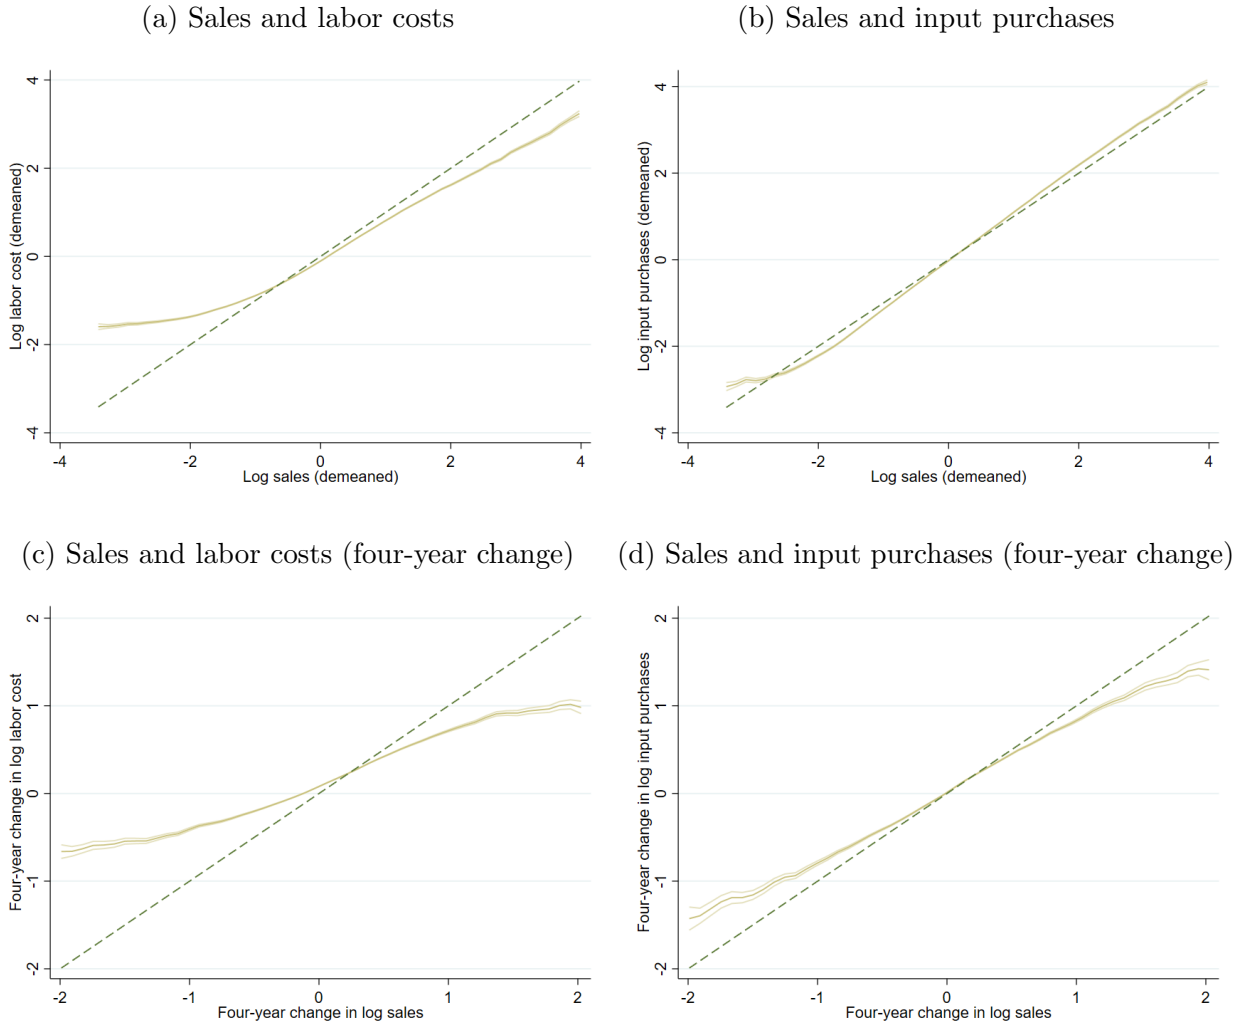 (a) Sales and labor costs
Log labor cost (demeaned)
4
2
0
-2
-4
-4 -2 0 2 4
Log sales (demeaned)
(b) Sales and input purchases
Log input purchases (demeaned)
4
2
0
-2
-4
-4 -2 0 2 4
Log sales (demeaned)
(c) Sales and labor costs (four-year change)
Four-year change in log labor cost
2
1
0
-1
-2
-2 -1 0 1 2
Four-year change in log sales
(d) Sales and input purchases (four-year change)
Four-year change in log input purchases
2
1
0
-1
-2
-2 -1 0 1 2
Four-year change in log sales